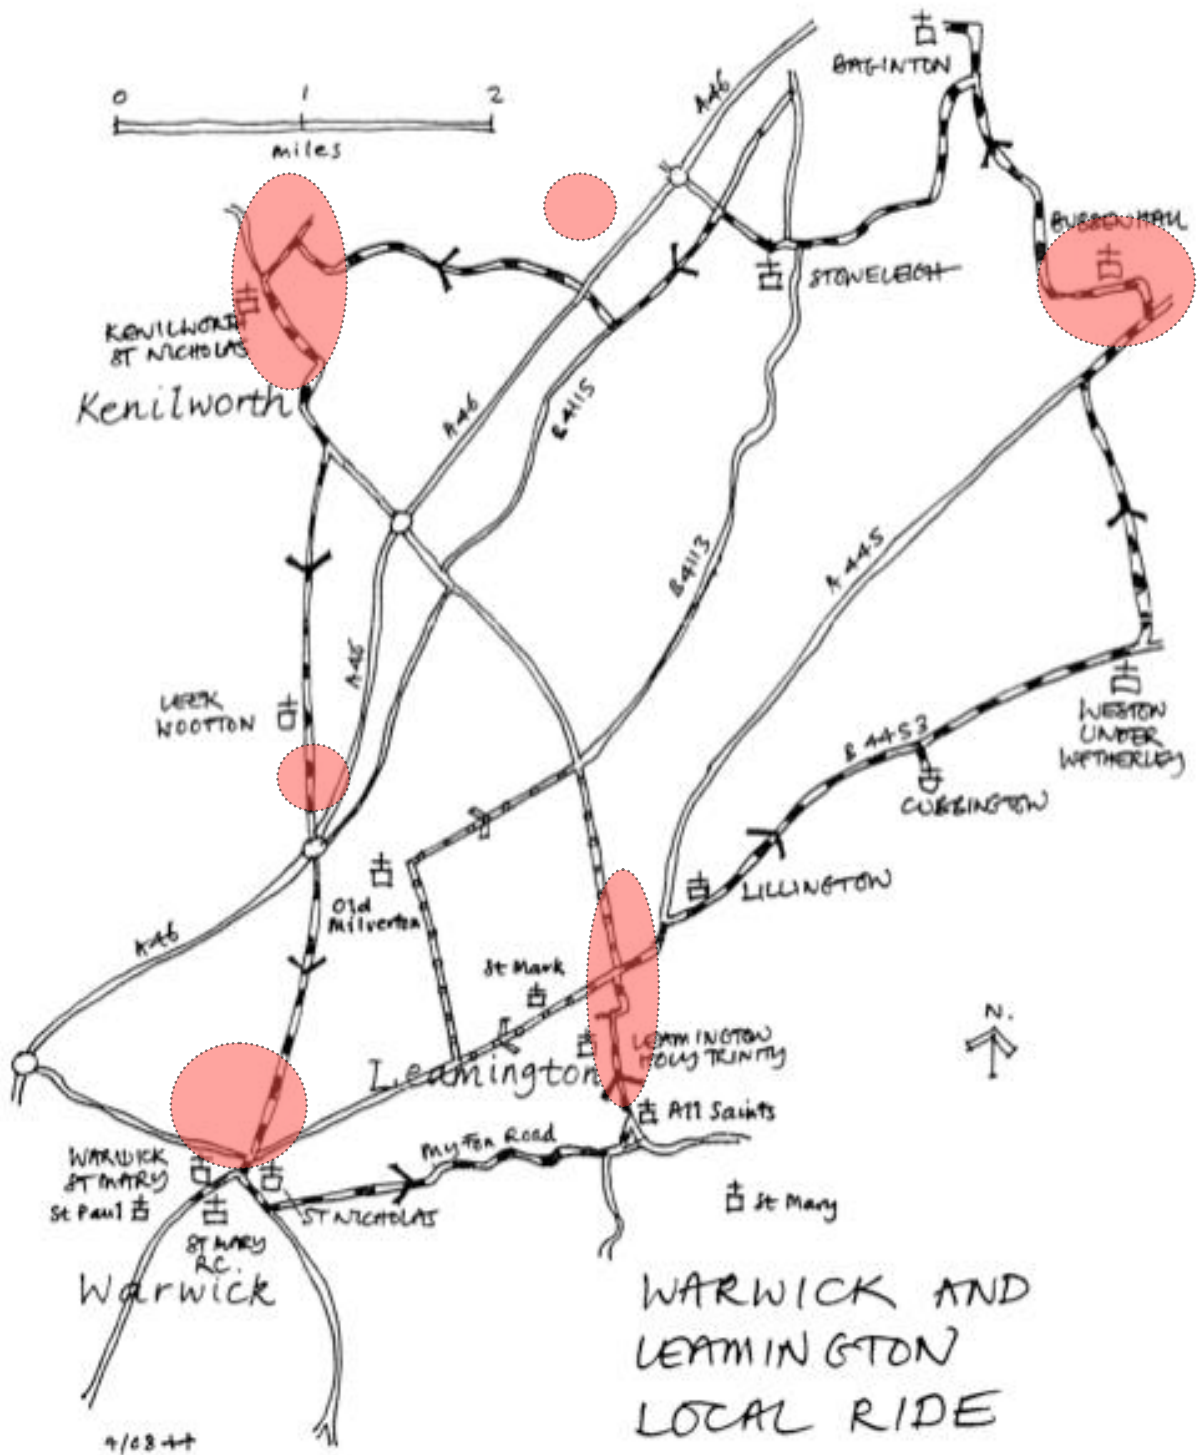 BAGINTON
A46
0 1 2
miles
BUBBENHALL
STONELEIGH
KENILWORTH
ST NICHOLAS
Kenilworth
A46
B4115
B4113
A445
A46
LEEK
WOOTTON
WESTON
UNDER
WETHERLEY
B4453
CUBBINGTON
LILLINGTON
Old
Milverton
A46
St Mark
N.
LEAMINGTON
HOLY TRINITY
Leamington
All Saints
Myton Road
WARWICK
ST MARY
St Paul
ST NICHOLAS
St Mary
ST MARY
R.C.
Warwick
WARWICK AND
LEAMINGTON
LOCAL RIDE